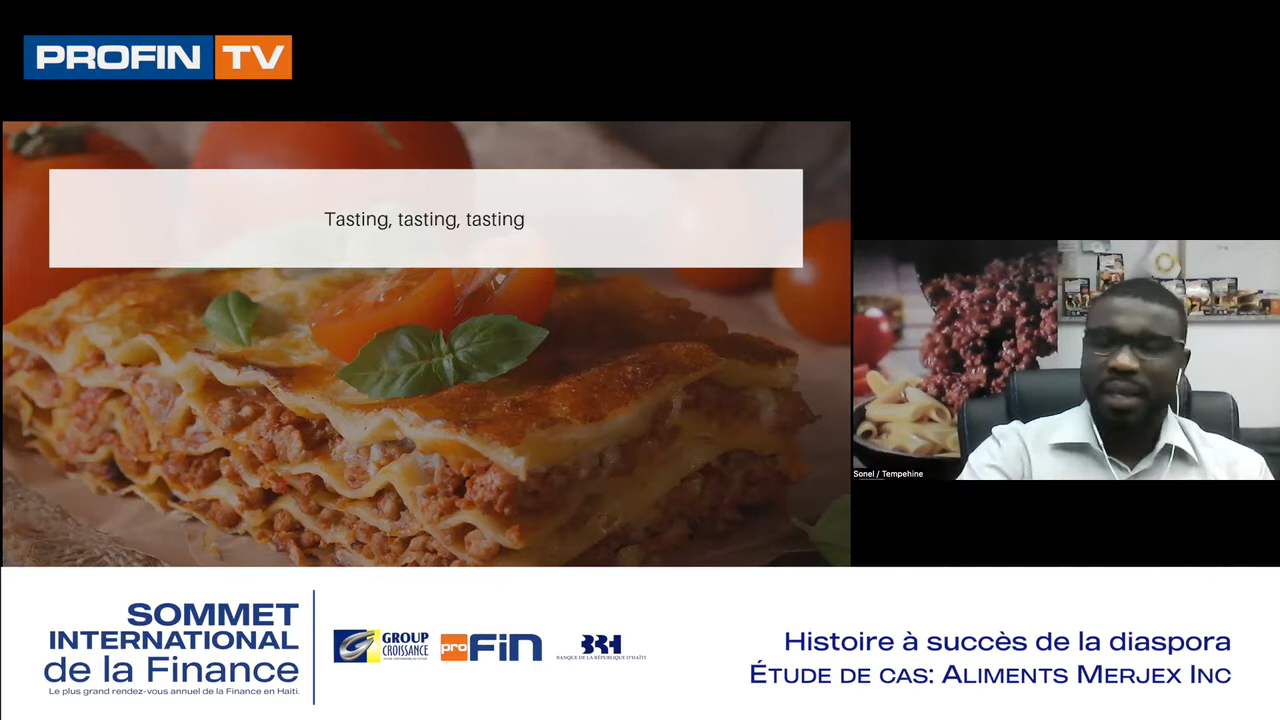 PROFIN TV
Tasting, tasting, tasting
Sonel / Tempehine
SOMMET
INTERNATIONAL
de la Finance
Le plus grand rendez-vous annuel de la Finance en Haïti.
GROUP
CROISSANCE
proFIN
BRH
BANQUE DE LA RÉPUBLIQUE D'HAÏTI
Histoire à succès de la diaspora
ÉTUDE DE CAS: ALIMENTS MERJEX INC